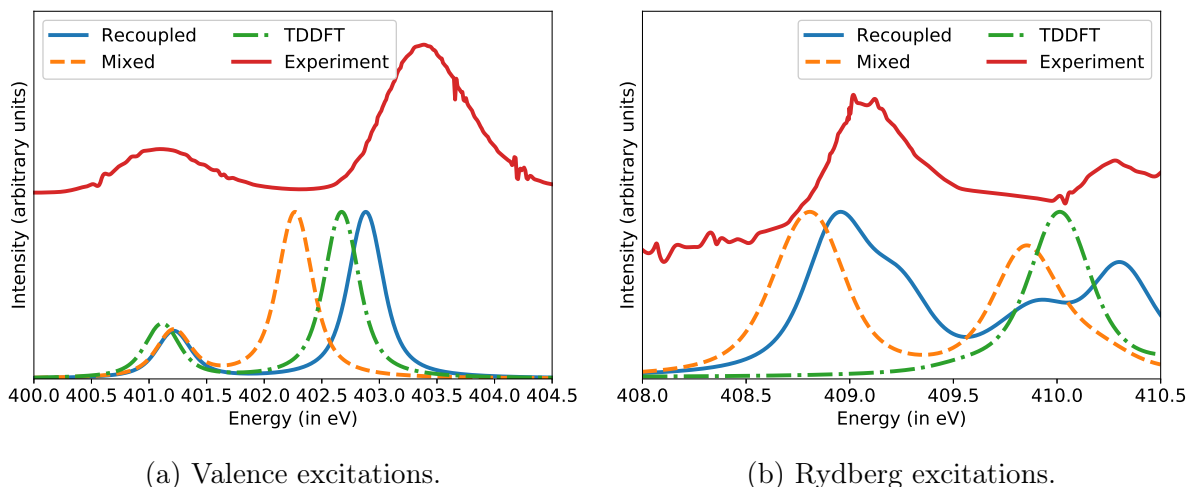 Recoupled
Mixed
TDDFT
Experiment
Intensity (arbitrary units)
400.0 400.5 401.0 401.5 402.0 402.5 403.0 403.5 404.0 404.5
Energy (in eV)
(a) Valence excitations.
Recoupled
Mixed
TDDFT
Experiment
Intensity (arbitrary units)
408.0 408.5 409.0 409.5 410.0 410.5
Energy (in eV)
(b) Rydberg excitations.